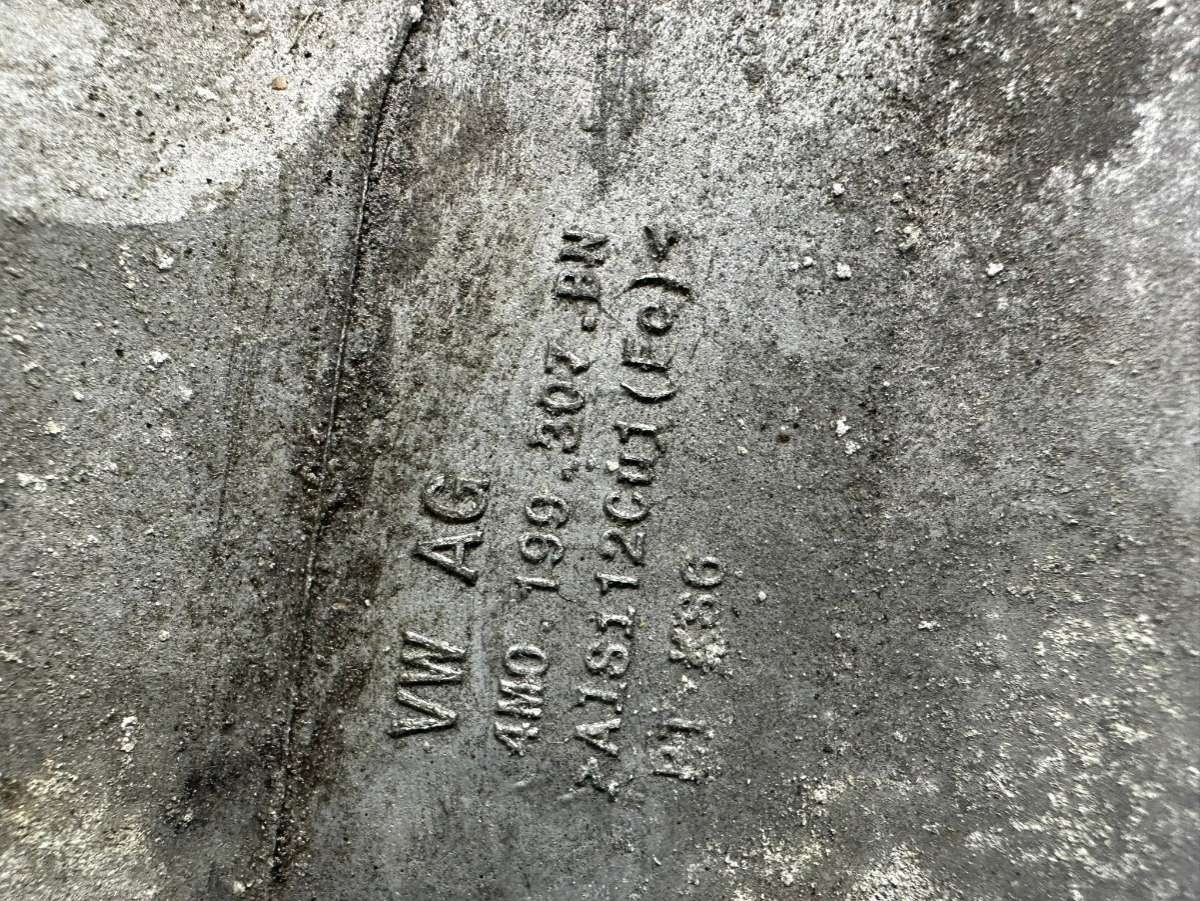 VW AG
4M0.199.307.BN
>AlSi12Cu1(Fe)<